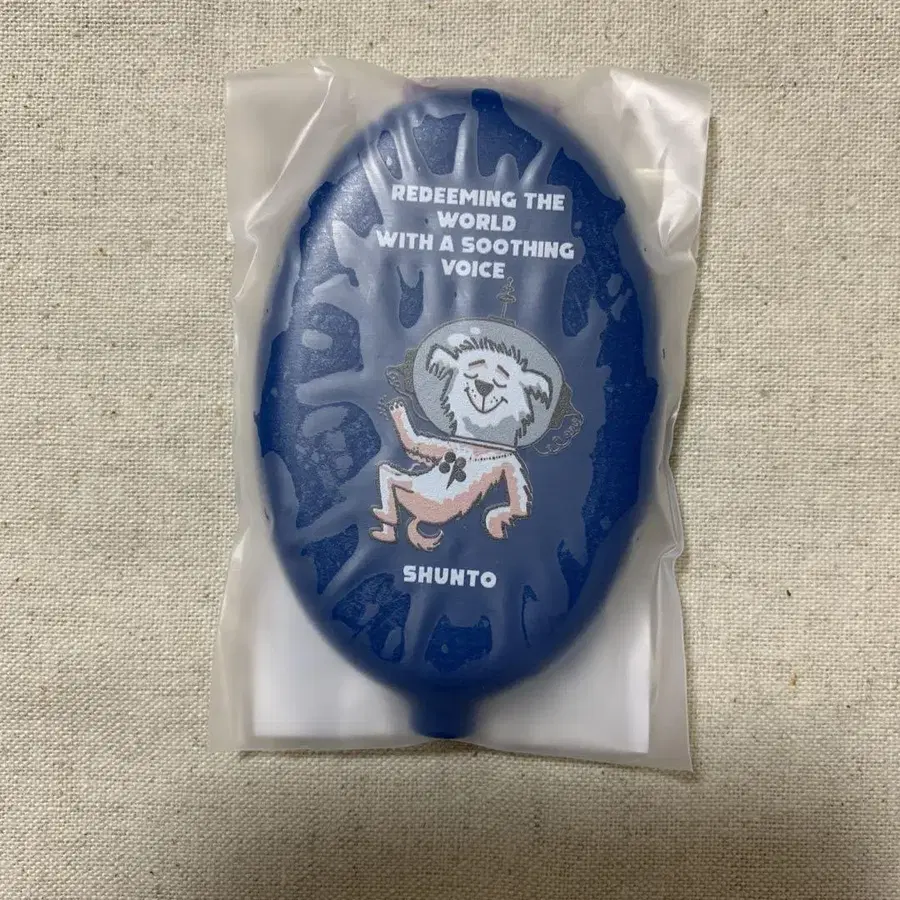 REDEEMING THE
WORLD
WITH A SOOTHING
VOICE
SHUNTO